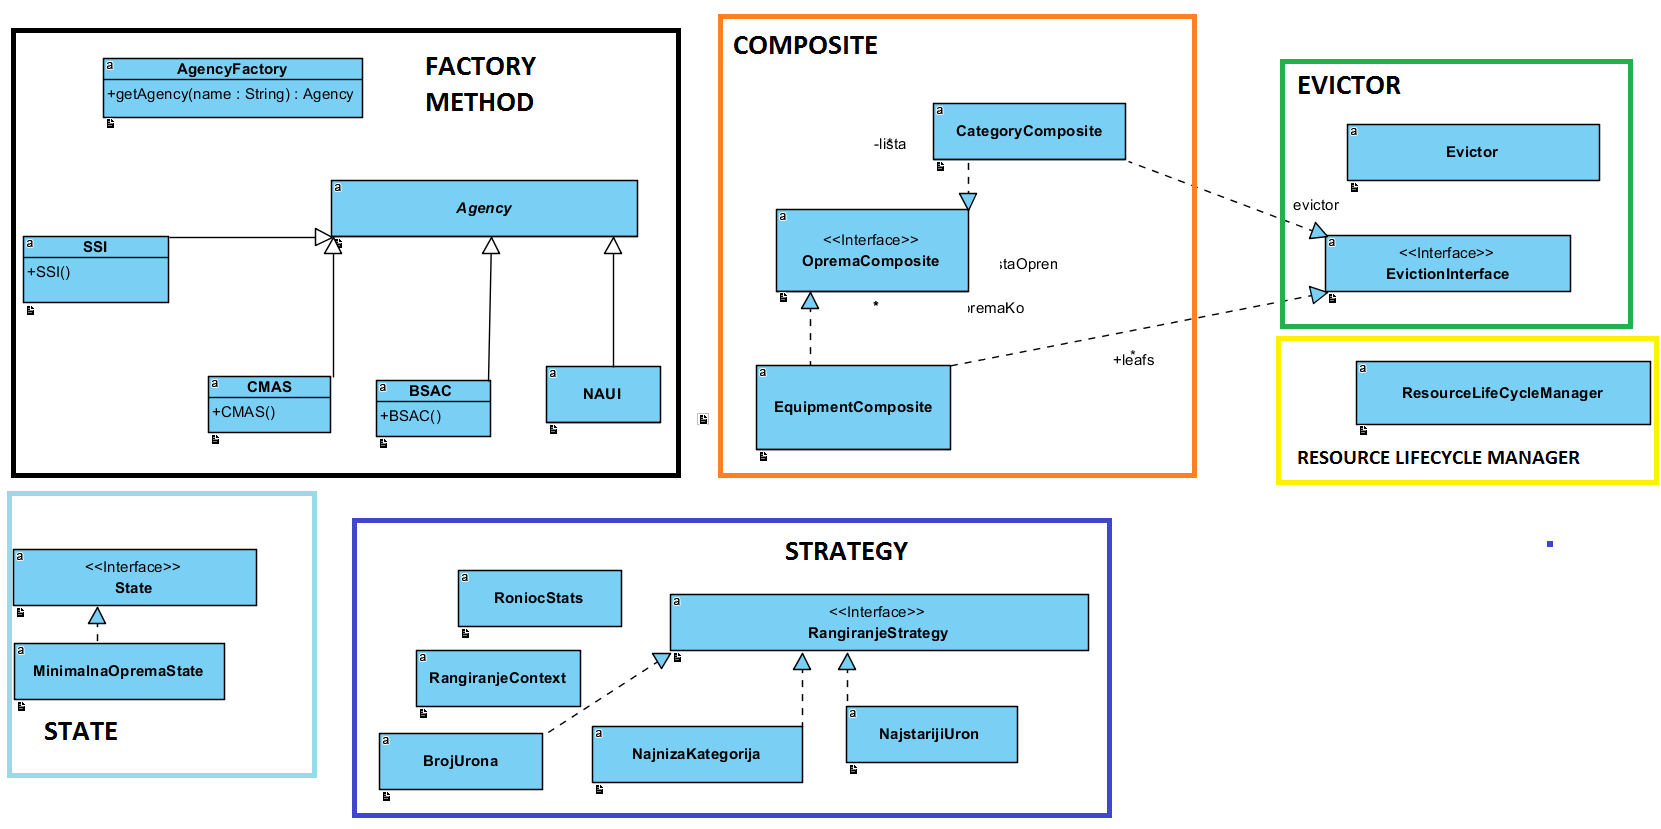 FACTORY
METHOD
a
AgencyFactory
+getAgency(name : String) : Agency
a
Agency
a
SSI
+SSI()
a
CMAS
+CMAS()
a
BSAC
+BSAC()
a
NAUI
COMPOSITE
a
CategoryComposite
-lista
*
a
<<Interface>>
OpremaComposite
staOpren
*
premaKo
a
EquipmentComposite
*
+leafs
EVICTOR
a
Evictor
evictor
a
<<Interface>>
EvictionInterface
a
ResourceLifeCycleManager
RESOURCE LIFECYCLE MANAGER
a
<<Interface>>
State
a
MinimalnaOpremaState
STATE
STRATEGY
a
RoniocStats
a
<<Interface>>
RangiranjeStrategy
a
RangiranjeContext
a
BrojUrona
a
NajnizaKategorija
a
NajstarijiUron